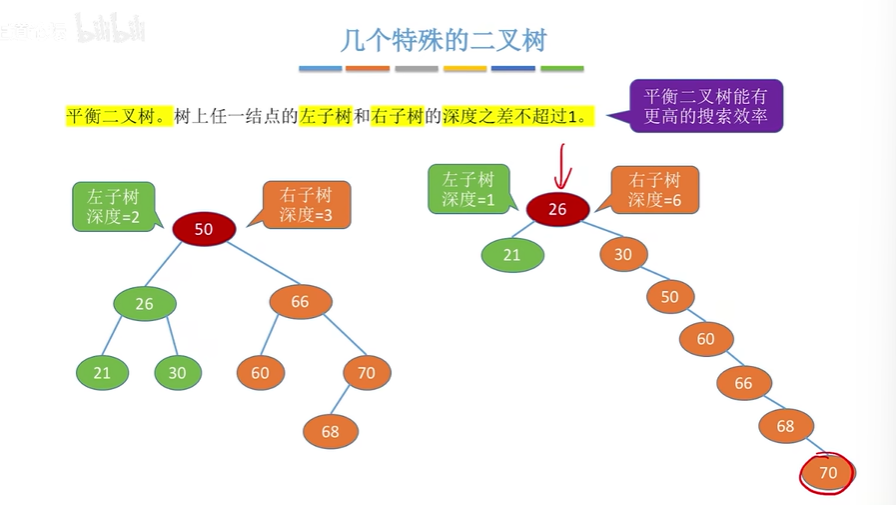 bilibili
几个特殊的二叉树
平衡二叉树。树上任一结点的左子树和右子树的深度之差不超过1。
平衡二叉树能有
更高的搜索效率
左子树
深度=2
右子树
深度=3
50
26
66
21
30
60
70
68
左子树
深度=1
右子树
深度=6
26
21
30
50
60
66
68
70